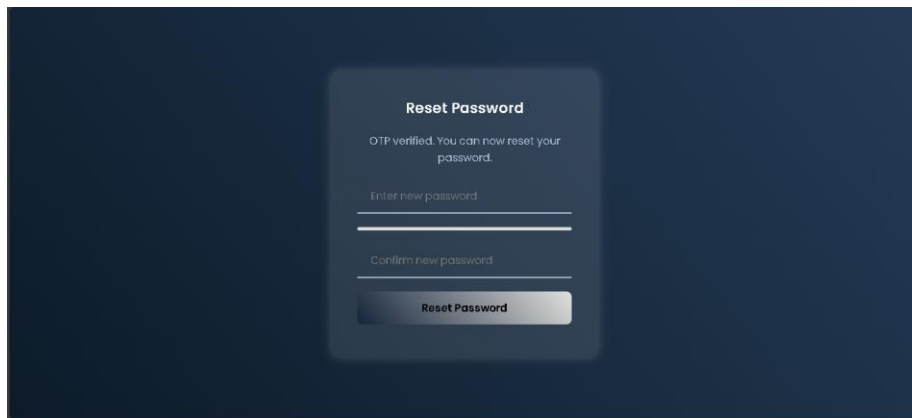 Reset Password
OTP verified. You can now reset your
password.
Enter new password
Confirm new password
Reset Password